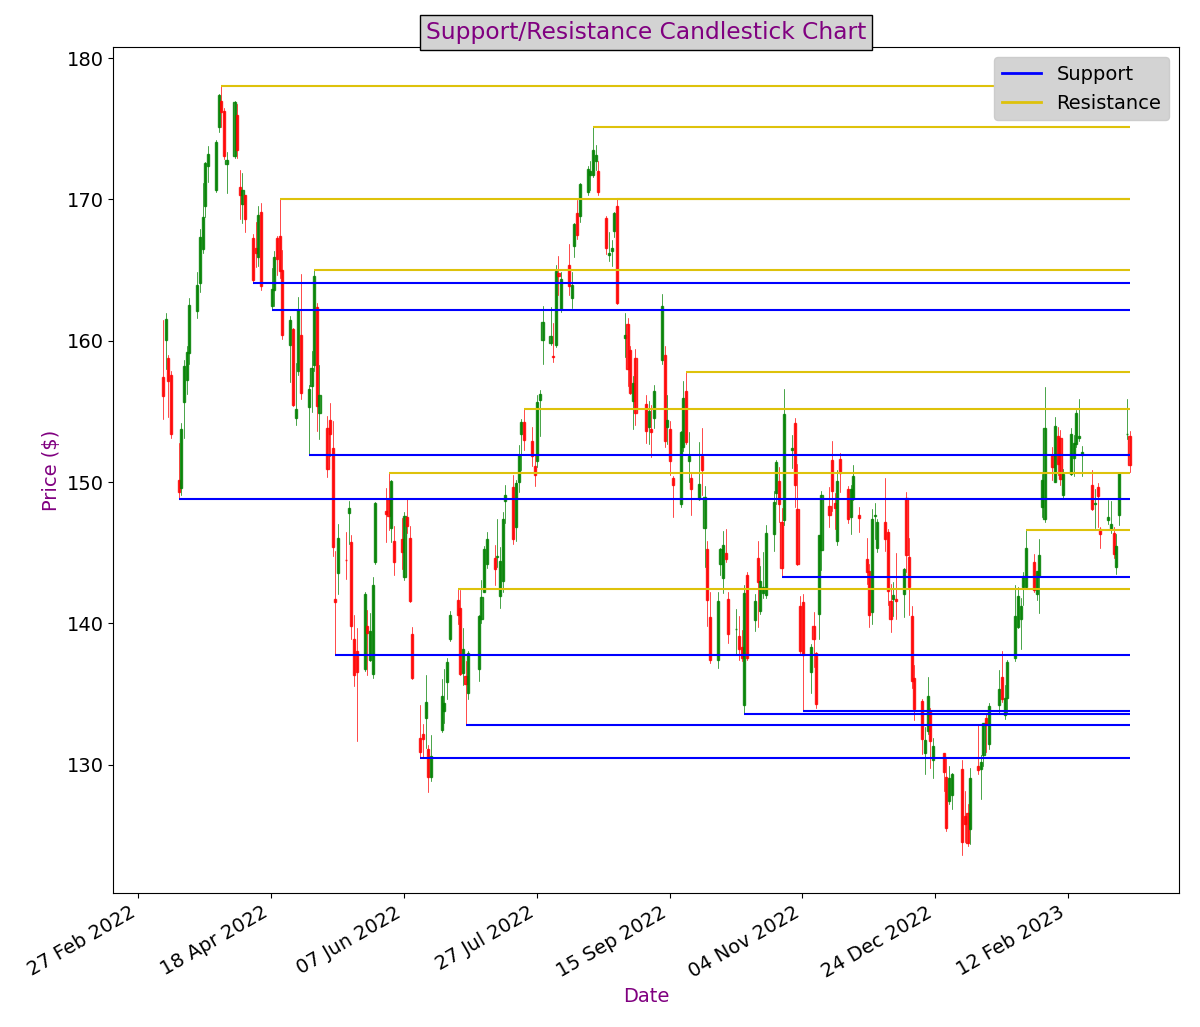 Support/Resistance Candlestick Chart
Support
Resistance
180
170
160
150
140
130
Price ($)
27 Feb 2022
18 Apr 2022
07 Jun 2022
27 Jul 2022
15 Sep 2022
04 Nov 2022
24 Dec 2022
12 Feb 2023
Date